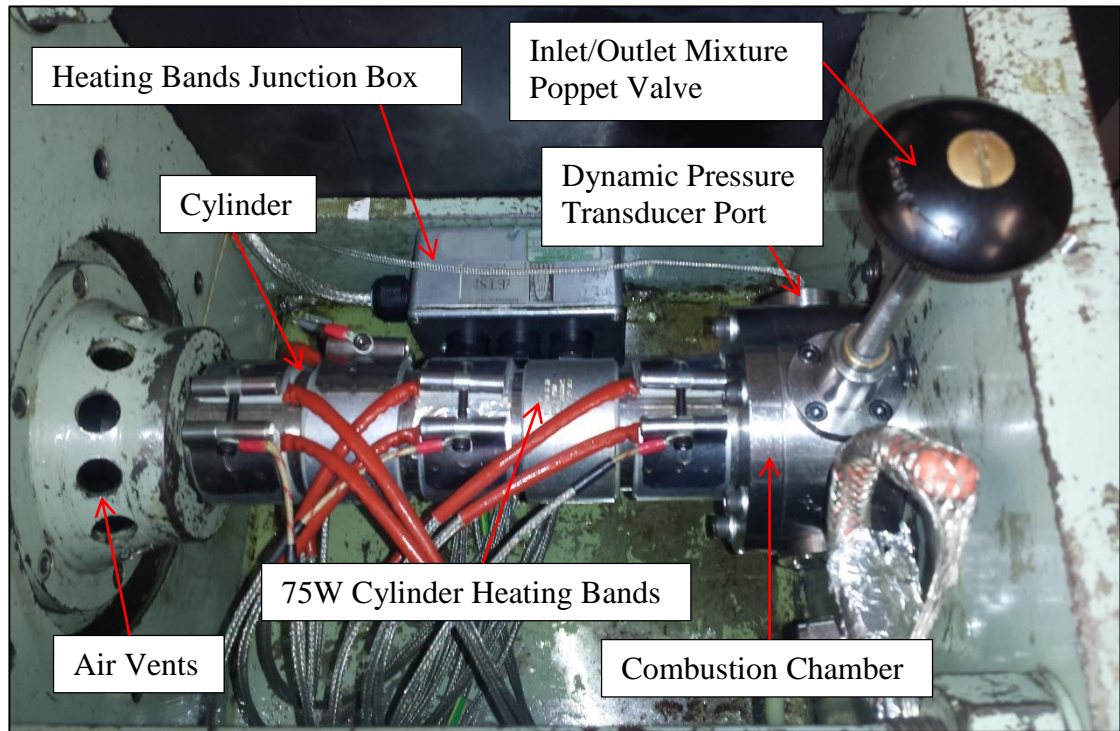 Inlet/Outlet Mixture
Poppet Valve
Heating Bands Junction Box
Dynamic Pressure
Transducer Port
Cylinder
75W Cylinder Heating Bands
Air Vents
Combustion Chamber